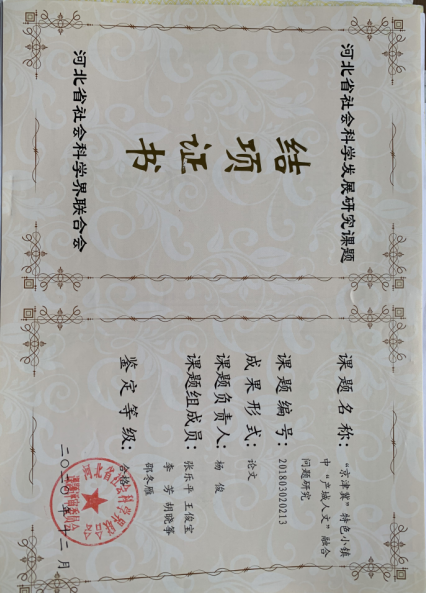 河北省社会科学发展研究课题
结项证书
河北省社会科学界联合会
课题名称：“京津冀”特色小镇
中“产城人文”融合
问题研究
课题编号：201803020213
成果形式：论文
课题负责人：杨俊
课题组成员：张乐平 王俊宝
李芳 胡晓筝
邵冬雁
鉴定等级：合格
二〇二〇年十二月